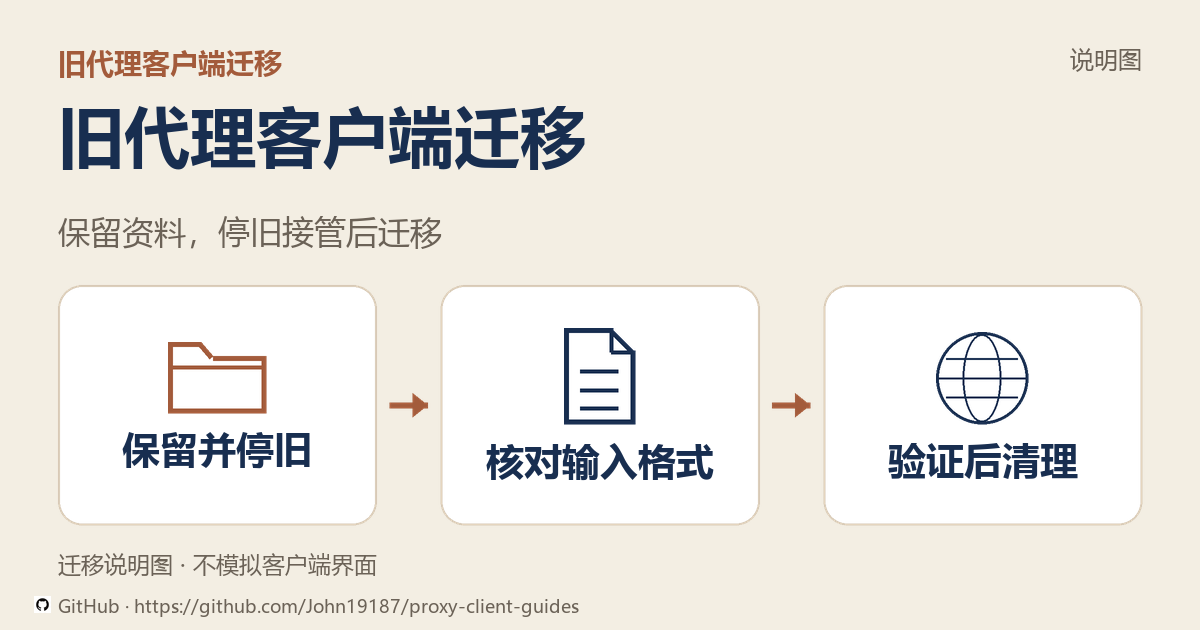 旧代理客户端迁移
说明图
旧代理客户端迁移
保留资料，停旧接管后迁移
保留并停旧
核对输入格式
验证后清理
迁移说明图 · 不模拟客户端界面
GitHub · https://github.com/John19187/proxy-client-guides